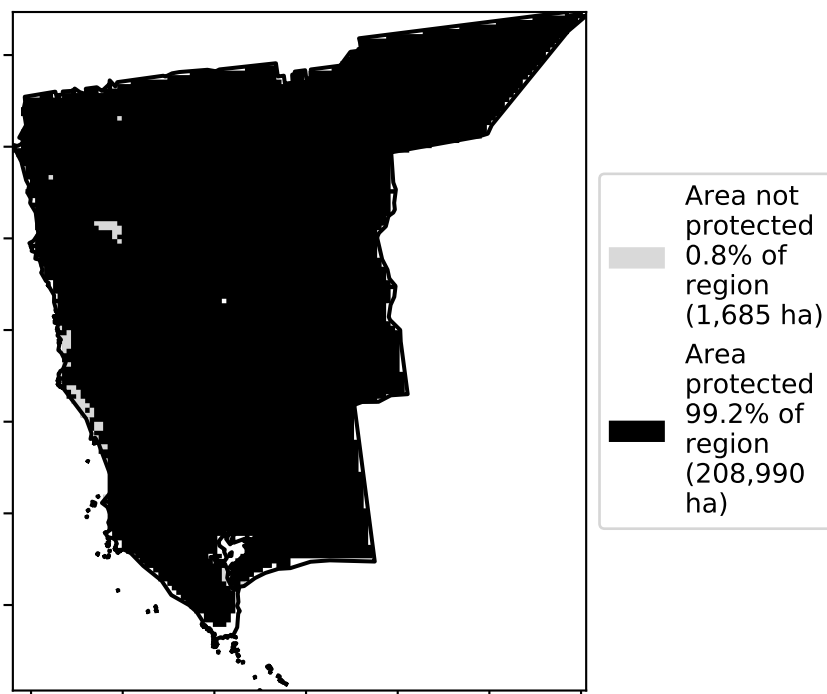 Area not
protected
0.8% of
region
(1,685 ha)
Area
protected
99.2% of
region
(208,990
ha)